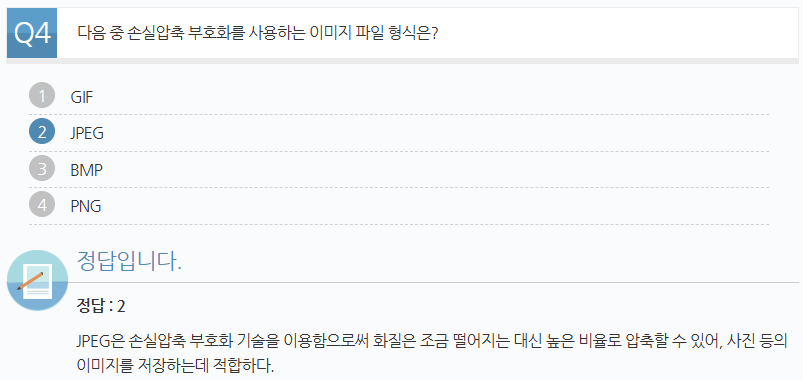 Q4 다음 중 손실압축 부호화를 사용하는 이미지 파일 형식은?
1 GIF
2 JPEG
3 BMP
4 PNG
정답입니다.
정답 : 2
JPEG은 손실압축 부호화 기술을 이용함으로써 화질은 조금 떨어지는 대신 높은 비율로 압축할 수 있어, 사진 등의
이미지를 저장하는데 적합하다.